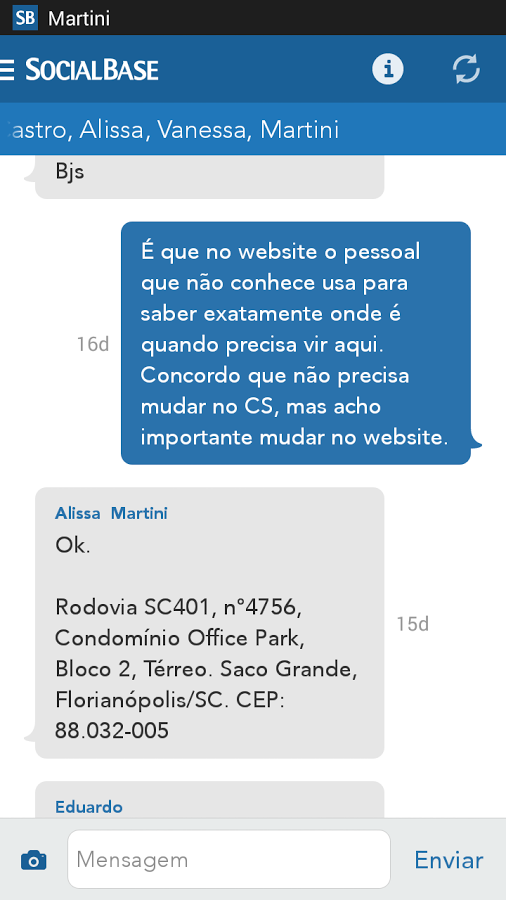 SB Martini
SOCIALBASE
astro, Alissa, Vanessa, Martini
Bjs
É que no website o pessoal
que não conhece usa para
saber exatamente onde é
quando precisa vir aqui.
Concordo que não precisa
mudar no CS, mas acho
importante mudar no website.
16d
Alissa Martini
Ok.
Rodovia SC401, n°4756,
Condomínio Office Park,
Bloco 2, Térreo. Saco Grande,
Florianópolis/SC. CEP:
88.032-005
15d
Eduardo
Mensagem
Enviar